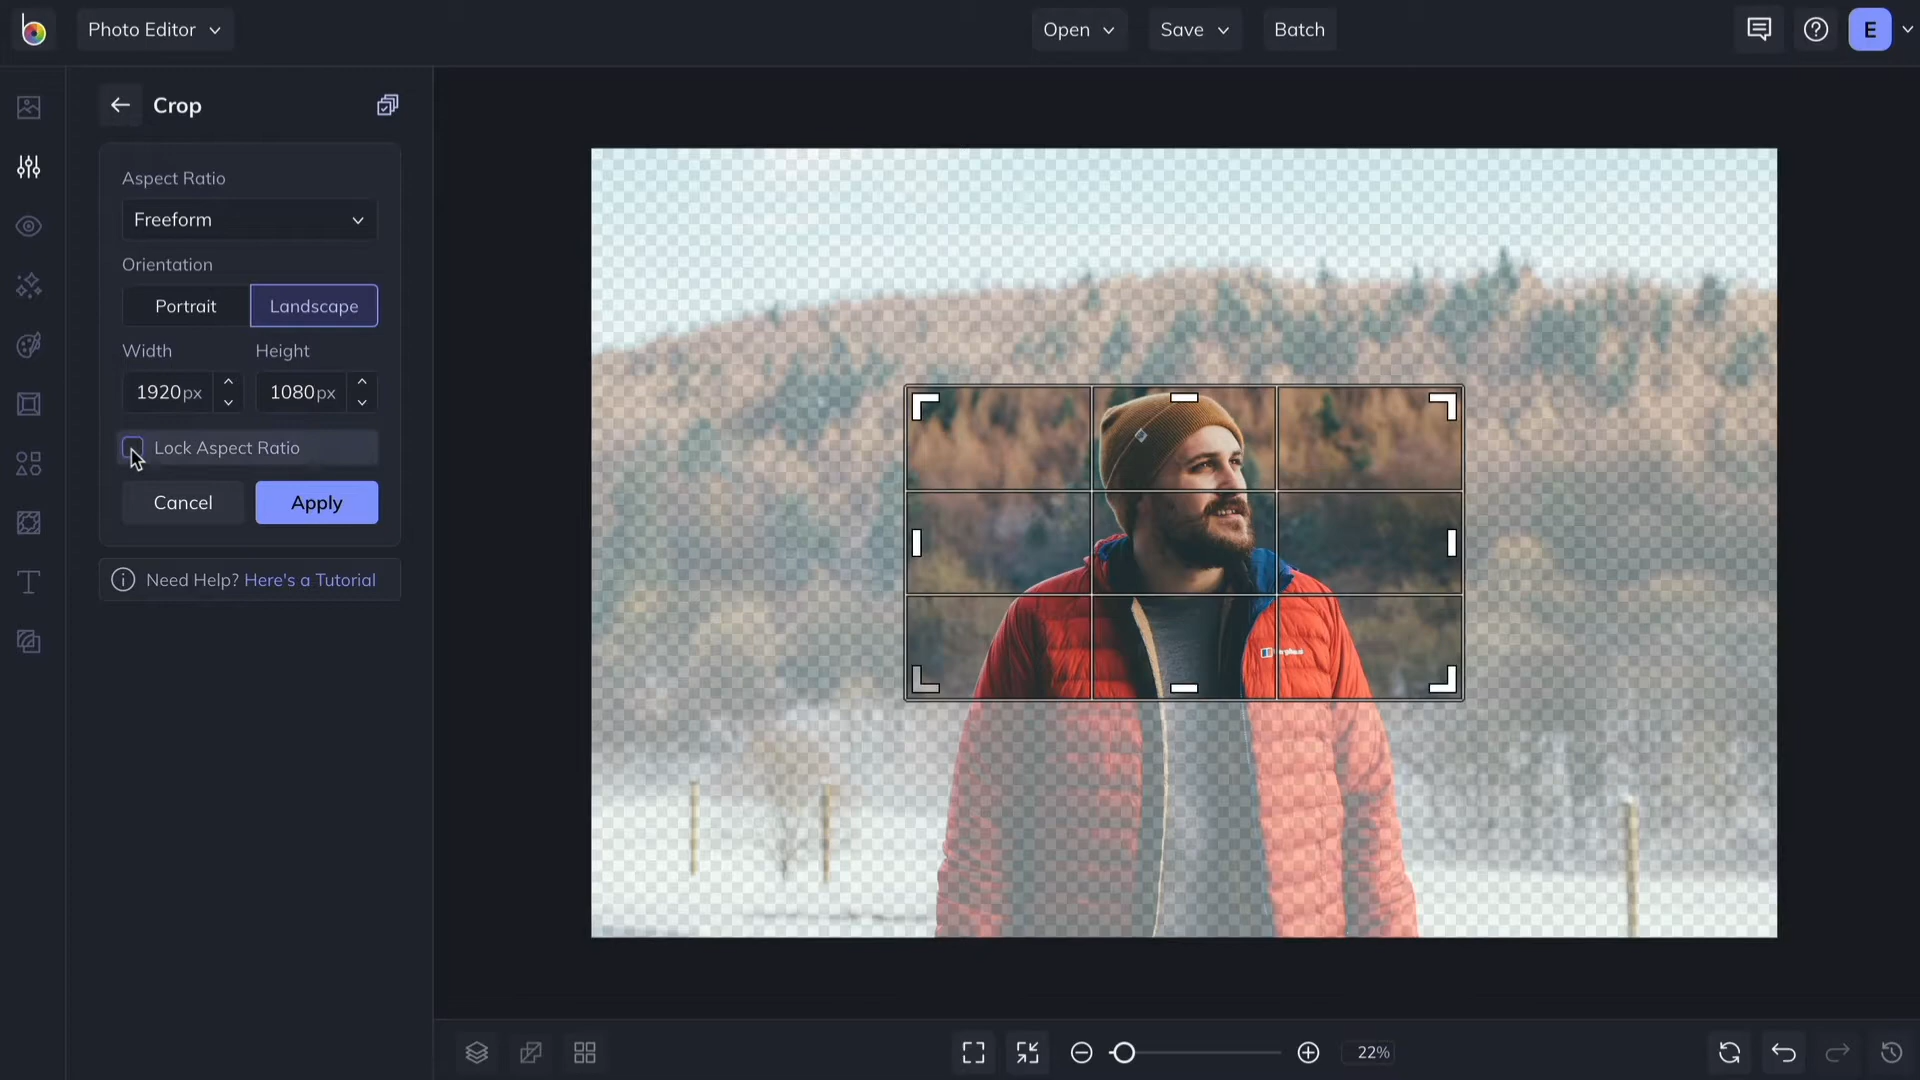 Photo Editor
Open
Save
Batch
E
Crop
Aspect Ratio
Freeform
Orientation
Portrait
Landscape
Width
Height
1920px
1080px
Lock Aspect Ratio
Cancel
Apply
Need Help? Here's a Tutorial
22%